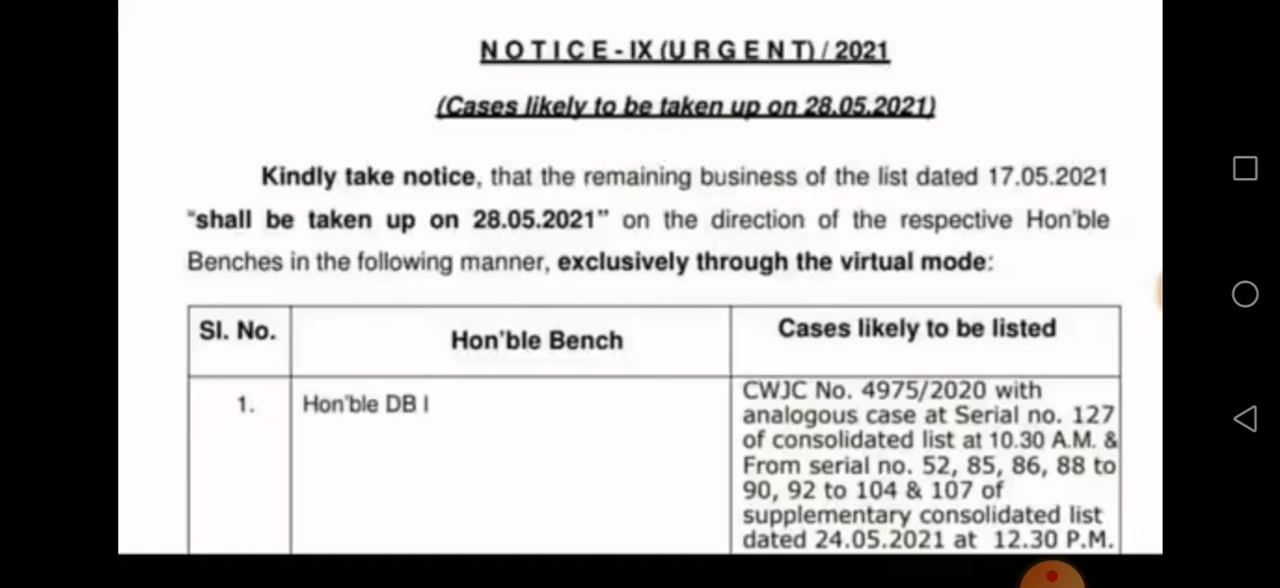 NOTICE-IX (URGENT) / 2021
(Cases likely to be taken up on 28.05.2021)
Kindly take notice, that the remaining business of the list dated 17.05.2021
"shall be taken up on 28.05.2021" on the direction of the respective Hon'ble
Benches in the following manner, exclusively through the virtual mode:
Sl. No.
Hon'ble Bench
Cases likely to be listed
1.
Hon'ble DB I
CWJC No. 4975/2020 with
analogous case at Serial no. 127
of consolidated list at 10.30 A.M. &
From serial no. 52, 85, 86, 88 to
90, 92 to 104 & 107 of
supplementary consolidated list
dated 24.05.2021 at 12.30 P.M.